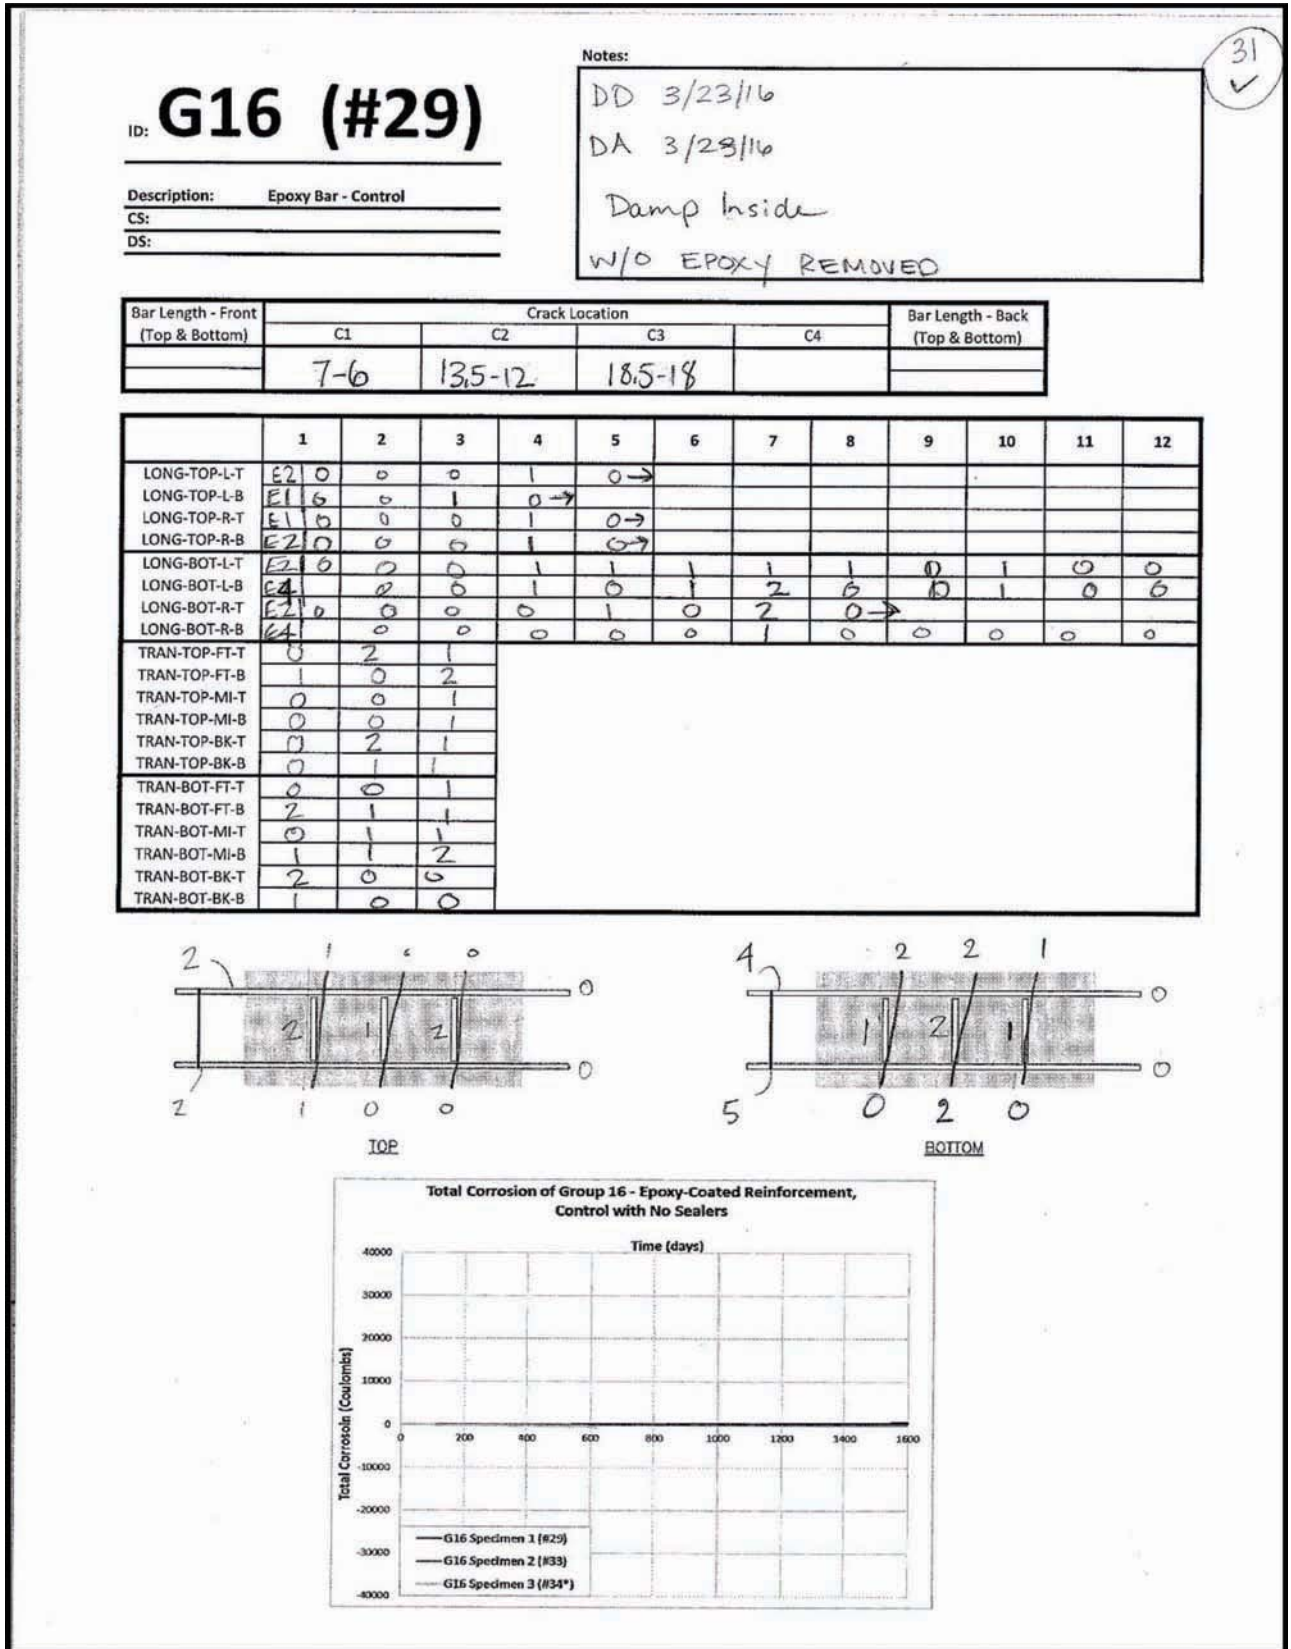 31
✓
Notes:
DD 3/23/16
DA 3/28/16
Damp Inside
W/O EPOXY REMOVED
ID: G16 (#29)
Description: Epoxy Bar - Control
CS:
DS:
Bar Length - Front (Top & Bottom) Crack Location Bar Length - Back (Top & Bottom)
C1 C2 C3 C4
7-6 13.5-12 18.5-18
1 2 3 4 5 6 7 8 9 10 11 12
LONG-TOP-L-T E2 0 0 0 1 0→
LONG-TOP-L-B E1 0 0 1 0→
LONG-TOP-R-T E1 0 0 0 1 0→
LONG-TOP-R-B E2 0 0 0 1 0→
LONG-BOT-L-T E2 0 0 0 1 1 1 1 1 0 1 0 0
LONG-BOT-L-B E4 0 0 1 0 1 2 0 0 1 0 0
LONG-BOT-R-T E2 0 0 0 0 1 0 2 0→
LONG-BOT-R-B E4 0 0 0 0 0 1 0 0 0 0 0
TRAN-TOP-FT-T 0 2 1
TRAN-TOP-FT-B 1 0 2
TRAN-TOP-MI-T 0 0 1
TRAN-TOP-MI-B 0 0 1
TRAN-TOP-BK-T 0 2 1
TRAN-TOP-BK-B 0 1 1
TRAN-BOT-FT-T 0 0 1
TRAN-BOT-FT-B 2 1 1
TRAN-BOT-MI-T 0 1 1
TRAN-BOT-MI-B 1 1 2
TRAN-BOT-BK-T 2 0 0
TRAN-BOT-BK-B 1 0 0
2 1 0 0
0
2 1 2
0
2 1 0 0
TOP
4 2 2 1
0
1 2 1
0
5 0 2 0
BOTTOM
Total Corrosion of Group 16 - Epoxy-Coated Reinforcement,
Control with No Sealers
Time (days)
Total Corrosoin (Coulombs)
40000
30000
20000
10000
0
0 200 400 600 800 1000 1200 1400 1600
-10000
-20000
-30000
-40000
G16 Specimen 1 (#29)
G16 Specimen 2 (#33)
G16 Specimen 3 (#34*)